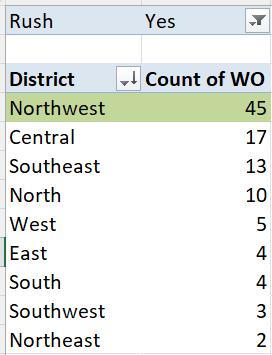 Rush Yes
District Count of WO
Northwest 45
Central 17
Southeast 13
North 10
West 5
East 4
South 4
Southwest 3
Northeast 2